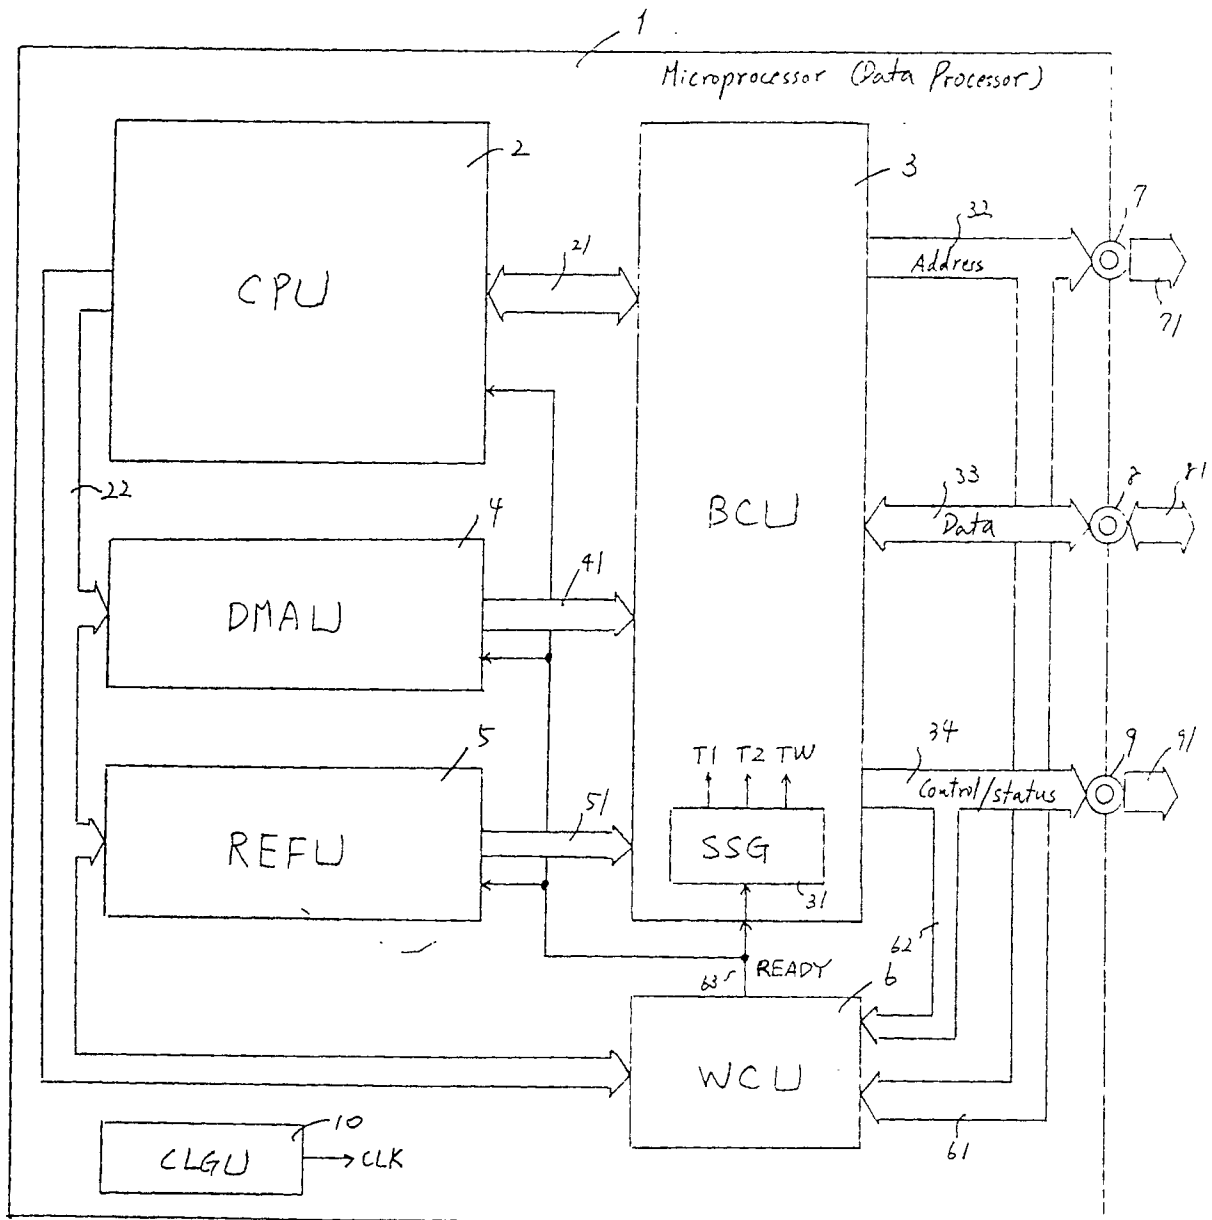 1
Microprocessor (Data Processor)
2
3
7
32
Address
71
21
CPU
22
33
8
81
Data
BCU
4
41
DMAU
34
9
91
T1 T2 TW
Control/status
5
51
REFU
SSG
31
62
63
READY
6
WCU
61
10
CLGU
CLK